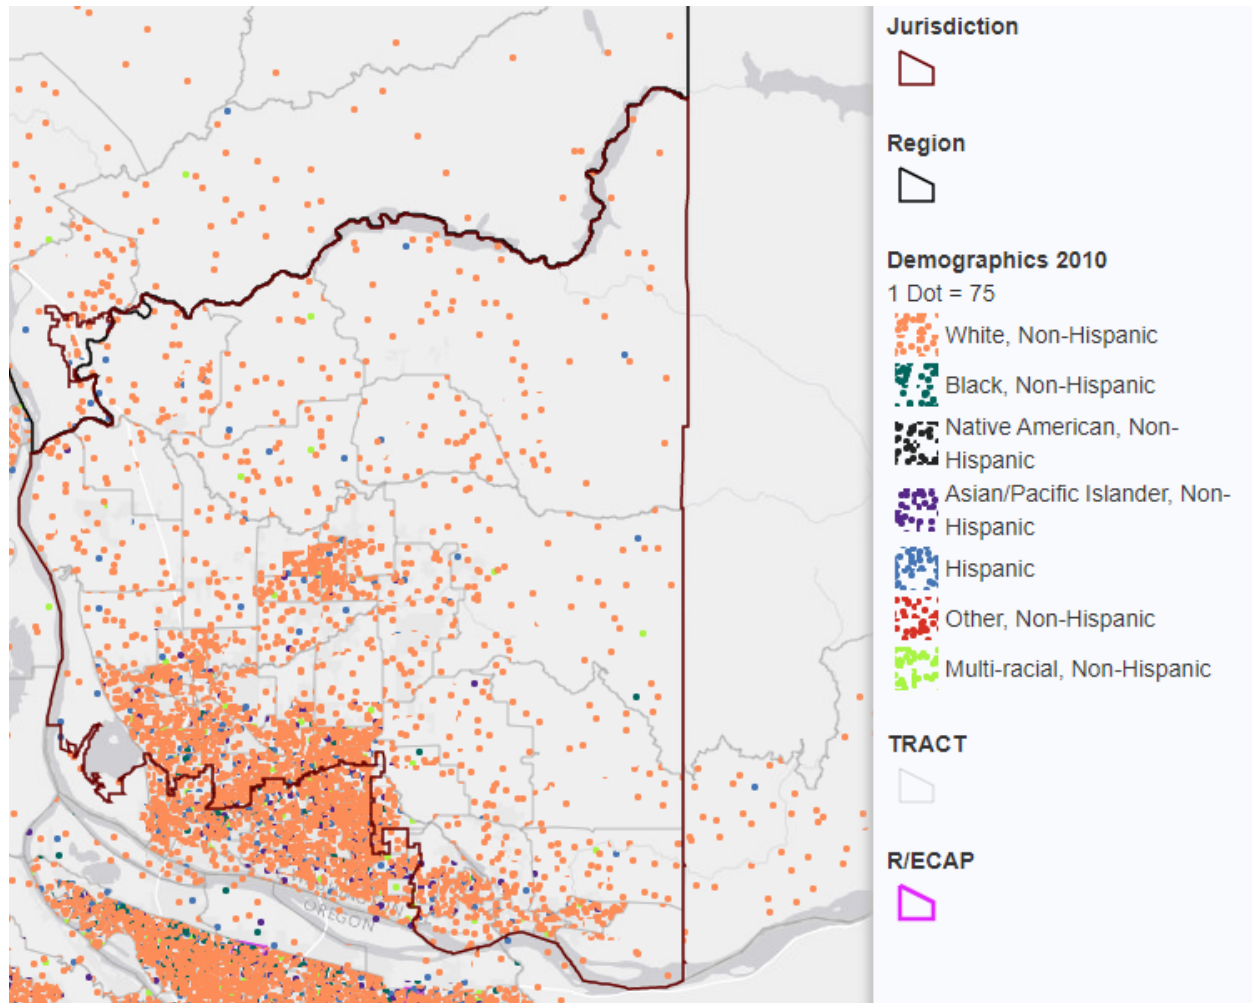 Jurisdiction
Region
Demographics 2010
1 Dot = 75
White, Non-Hispanic
Black, Non-Hispanic
Native American, Non-
Hispanic
Asian/Pacific Islander, Non-
Hispanic
Hispanic
Other, Non-Hispanic
Multi-racial, Non-Hispanic
TRACT
R/ECAP
OREGON